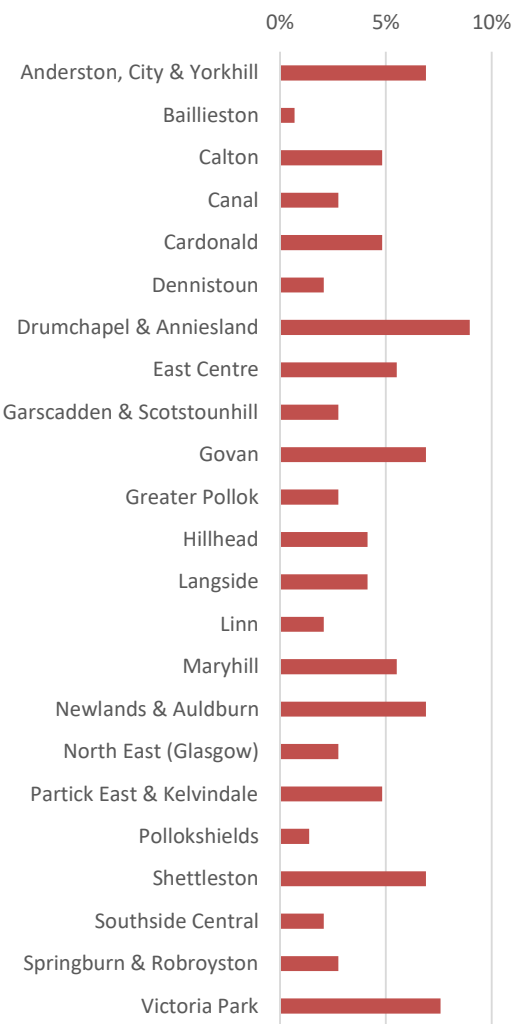 0% 5% 10%
Anderston, City & Yorkhill
Baillieston
Calton
Canal
Cardonald
Dennistoun
Drumchapel & Anniesland
East Centre
Garscadden & Scotstounhill
Govan
Greater Pollok
Hillhead
Langside
Linn
Maryhill
Newlands & Auldburn
North East (Glasgow)
Partick East & Kelvindale
Pollokshields
Shettleston
Southside Central
Springburn & Robroyston
Victoria Park